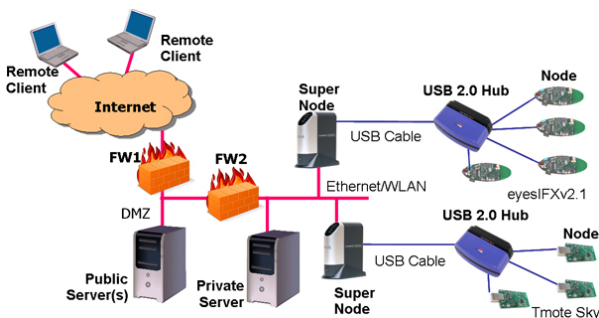 Remote
Client
Remote
Client
Internet
FW1
FW2
DMZ
Public
Server(s)
Private
Server
Super
Node
USB Cable
USB 2.0 Hub
Node
eyesIFXv2.1
Ethernet/WLAN
Super
Node
USB Cable
USB 2.0 Hub
Node
Tmote Sky